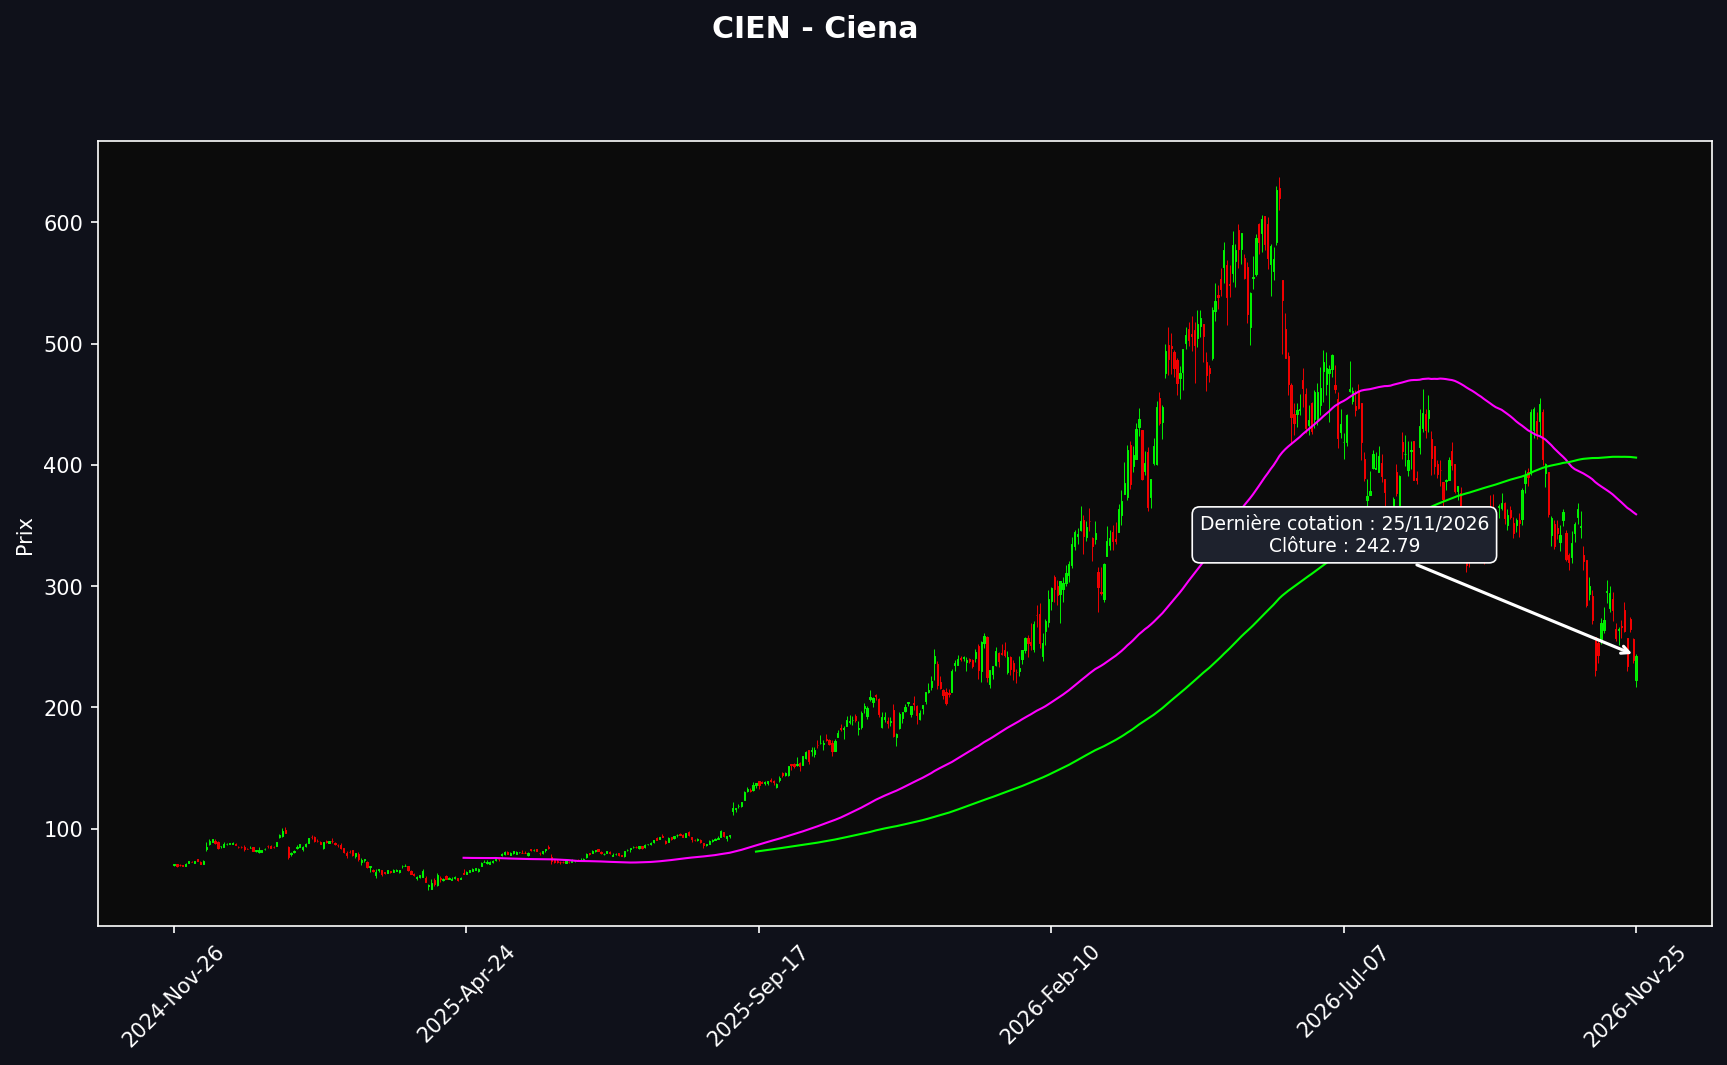 CIEN - Ciena
Prix
600
500
400
300
200
100
Dernière cotation : 25/11/2026
Clôture : 242.79
2024-Nov-26
2025-Apr-24
2025-Sep-17
2026-Feb-10
2026-Jul-07
2026-Nov-25